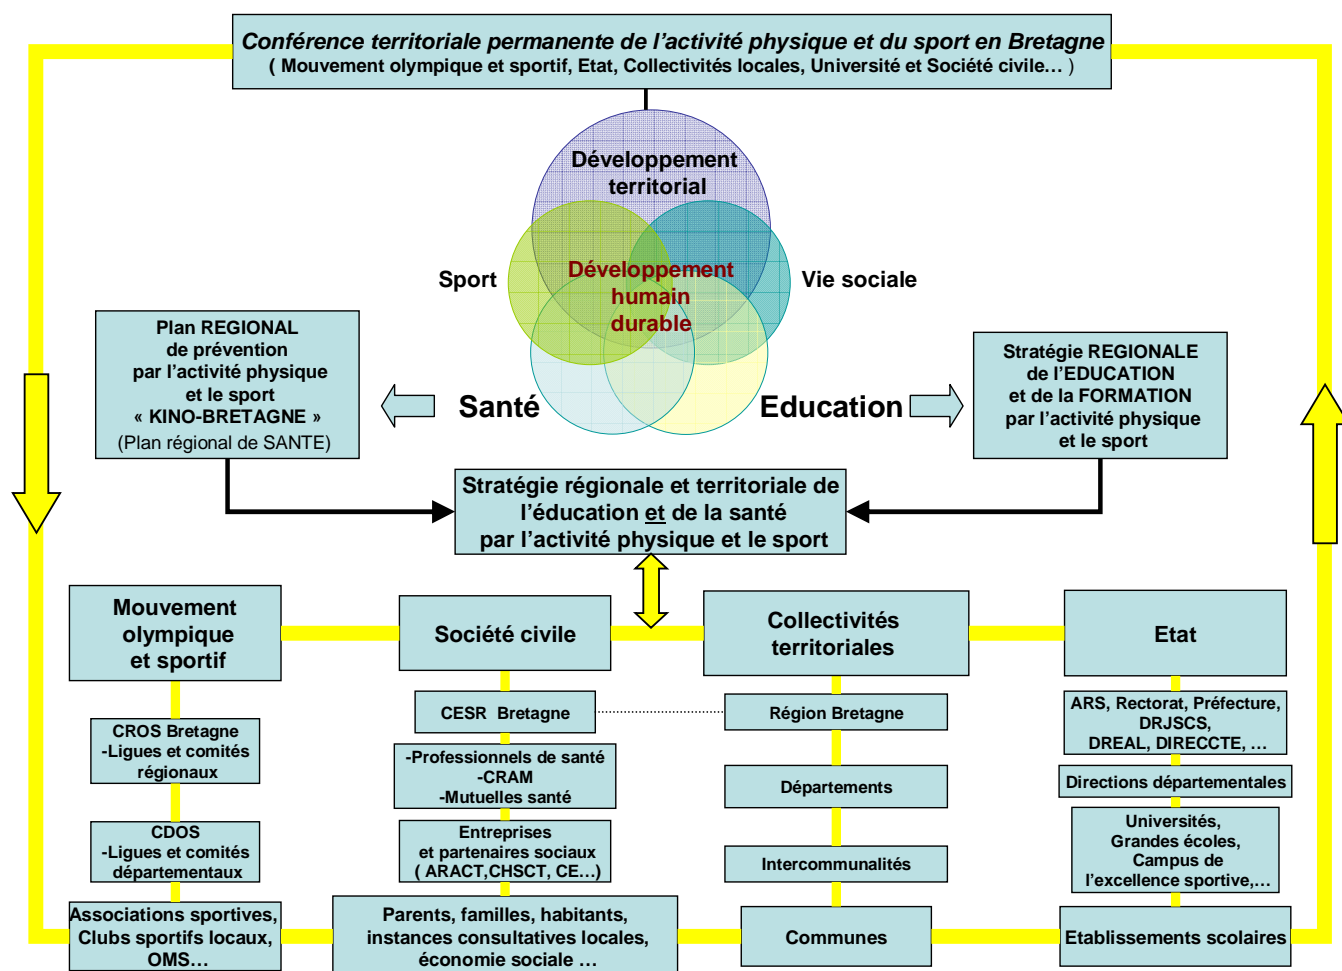 Conférence territoriale permanente de l’activité physique et du sport en Bretagne
( Mouvement olympique et sportif, Etat, Collectivités locales, Université et Société civile… )
Développement
territorial
Sport
Développement
humain
durable
Vie sociale
Santé
Education
Plan REGIONAL
de prévention
par l’activité physique
et le sport
« KINO-BRETAGNE »
(Plan régional de SANTE)
Stratégie REGIONALE
de l’EDUCATION
et de la FORMATION
par l’activité physique
et le sport
Stratégie régionale et territoriale de
l’éducation et de la santé
par l’activité physique et le sport
Mouvement
olympique
et sportif
Société civile
Collectivités
territoriales
Etat
CROS Bretagne
-Ligues et comités
régionaux
CDOS
-Ligues et comités
départementaux
Associations sportives,
Clubs sportifs locaux,
OMS…
CESR  Bretagne
-Professionnels de santé
-CRAM
-Mutuelles santé
Entreprises
et partenaires sociaux
( ARACT,CHSCT, CE…)
Parents, familles, habitants,
instances consultatives locales,
économie sociale …
Région Bretagne
Départements
Intercommunalités
Communes
ARS, Rectorat, Préfecture,
DRJSCS,
DREAL, DIRECCTE, …
Directions départementales
Universités,
Grandes écoles,
Campus de
l’excellence sportive,…
Etablissements scolaires